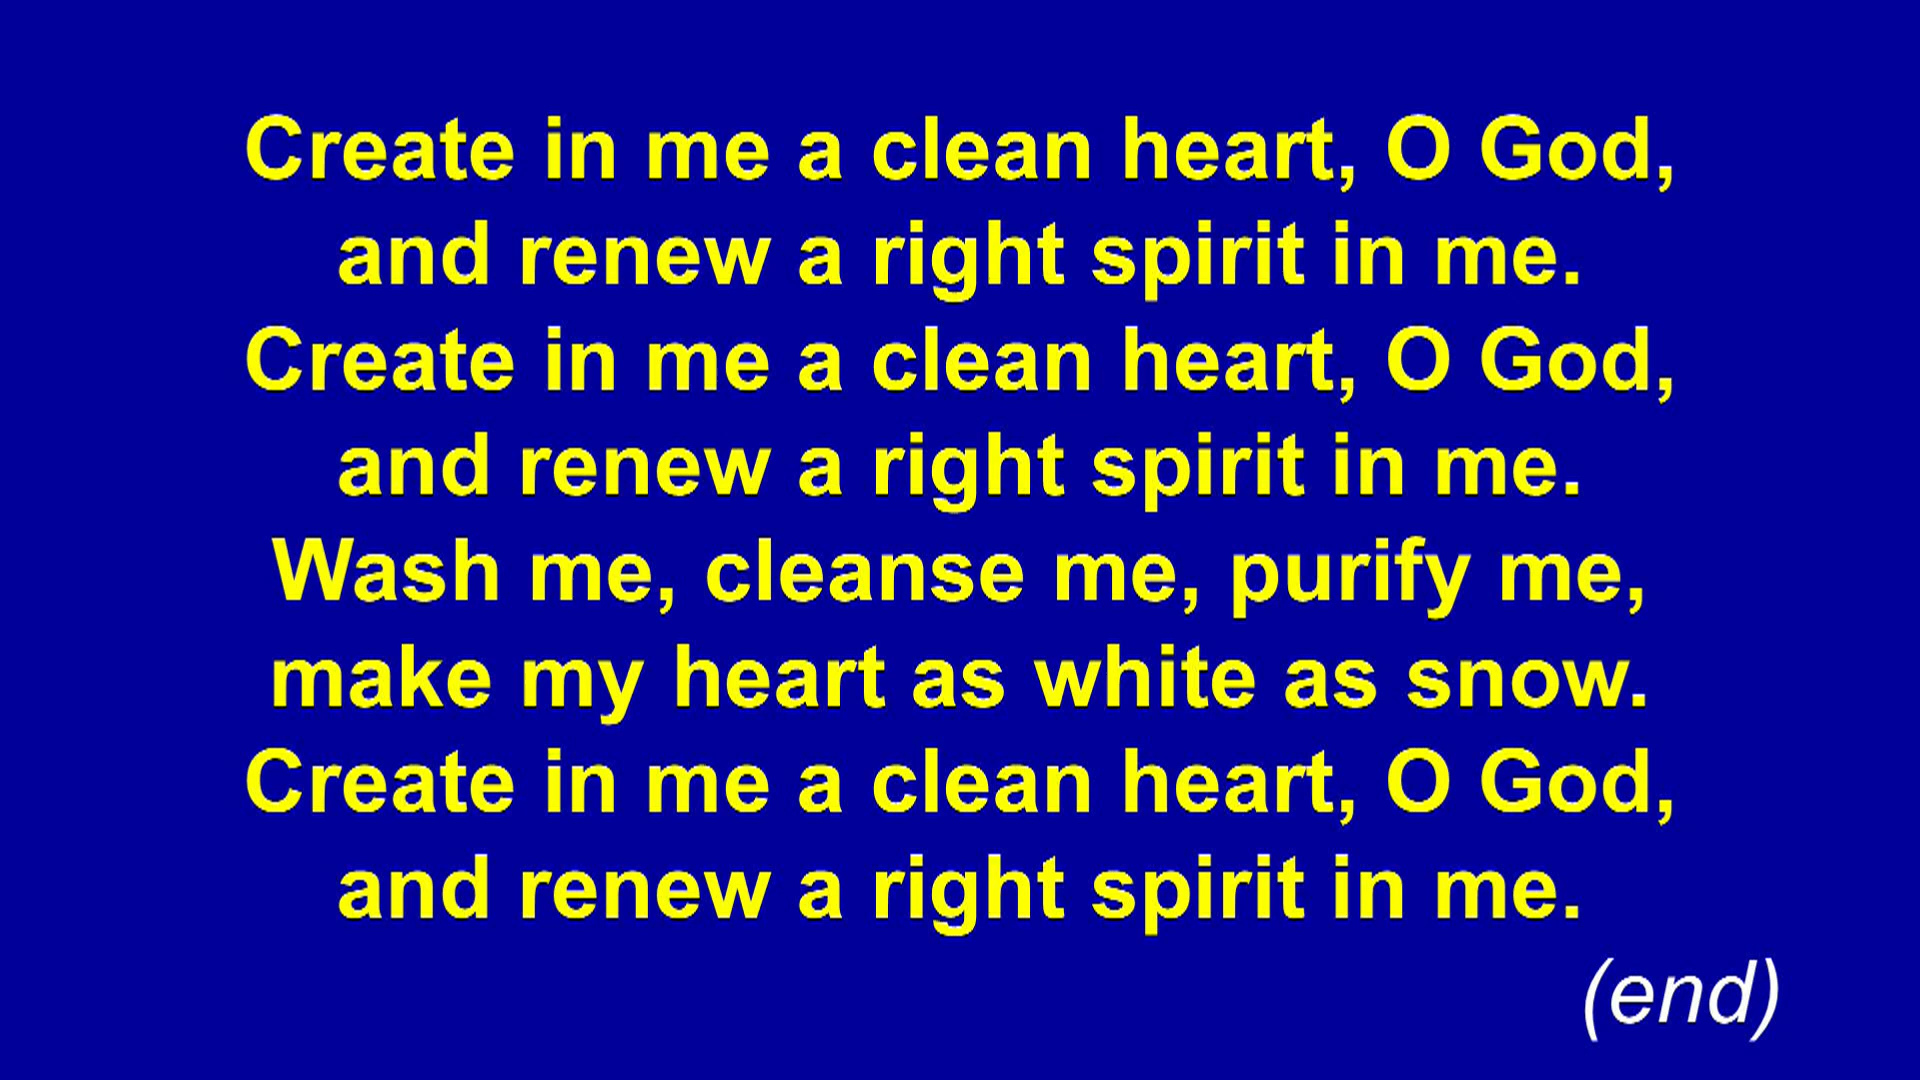 Create in me a clean heart, O God,
and renew a right spirit in me.
Create in me a clean heart, O God,
and renew a right spirit in me.
Wash me, cleanse me, purify me,
make my heart as white as snow.
Create in me a clean heart, O God,
and renew a right spirit in me.
(end)